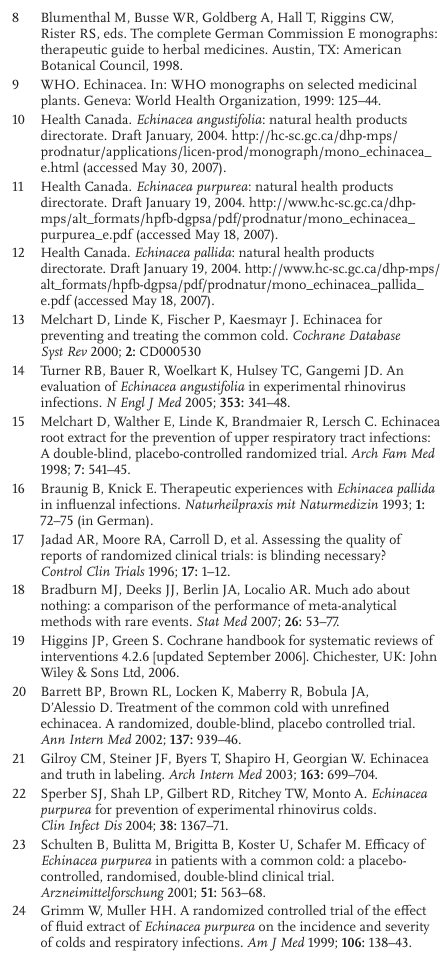 8 Blumenthal M, Busse WR, Goldberg A, Hall T, Riggins CW,
Rister RS, eds. The complete German Commission E monographs:
therapeutic guide to herbal medicines. Austin, TX: American
Botanical Council, 1998.
9 WHO. Echinacea. In: WHO monographs on selected medicinal
plants. Geneva: World Health Organization, 1999: 125–44.
10 Health Canada. Echinacea angustifolia: natural health products
directorate. Draft January, 2004. http://hc-sc.gc.ca/dhp-mps/
prodnatur/applications/licen-prod/monograph/mono_echinacea_
e.html (accessed May 30, 2007).
11 Health Canada. Echinacea purpurea: natural health products
directorate. Draft January 19, 2004. http://www.hc-sc.gc.ca/dhp-
mps/alt_formats/hpfb-dgpsa/pdf/prodnatur/mono_echinacea_
purpurea_e.pdf (accessed May 18, 2007).
12 Health Canada. Echinacea pallida: natural health products
directorate. Draft January 19, 2004. http://www.hc-sc.gc.ca/dhp-mps/
alt_formats/hpfb-dgpsa/pdf/prodnatur/mono_echinacea_pallida_
e.pdf (accessed May 18, 2007).
13 Melchart D, Linde K, Fischer P, Kaesmayr J. Echinacea for
preventing and treating the common cold. Cochrane Database
Syst Rev 2000; 2: CD000530
14 Turner RB, Bauer R, Woelkart K, Hulsey TC, Gangemi JD. An
evaluation of Echinacea angustifolia in experimental rhinovirus
infections. N Engl J Med 2005; 353: 341–48.
15 Melchart D, Walther E, Linde K, Brandmaier R, Lersch C. Echinacea
root extract for the prevention of upper respiratory tract infections:
A double-blind, placebo-controlled randomized trial. Arch Fam Med
1998; 7: 541–45.
16 Braunig B, Knick E. Therapeutic experiences with Echinacea pallida
in influenzal infections. Naturheilpraxis mit Naturmedizin 1993; 1:
72–75 (in German).
17 Jadad AR, Moore RA, Carroll D, et al. Assessing the quality of
reports of randomized clinical trials: is blinding necessary?
Control Clin Trials 1996; 17: 1–12.
18 Bradburn MJ, Deeks JJ, Berlin JA, Localio AR. Much ado about
nothing: a comparison of the performance of meta-analytical
methods with rare events. Stat Med 2007; 26: 53–77.
19 Higgins JP, Green S. Cochrane handbook for systematic reviews of
interventions 4.2.6 [updated September 2006]. Chichester, UK: John
Wiley & Sons Ltd, 2006.
20 Barrett BP, Brown RL, Locken K, Maberry R, Bobula JA,
D'Alessio D. Treatment of the common cold with unrefined
echinacea. A randomized, double-blind, placebo controlled trial.
Ann Intern Med 2002; 137: 939–46.
21 Gilroy CM, Steiner JF, Byers T, Shapiro H, Georgian W. Echinacea
and truth in labeling. Arch Intern Med 2003; 163: 699–704.
22 Sperber SJ, Shah LP, Gilbert RD, Ritchey TW, Monto A. Echinacea
purpurea for prevention of experimental rhinovirus colds.
Clin Infect Dis 2004; 38: 1367–71.
23 Schulten B, Bulitta M, Brigitta B, Koster U, Schafer M. Efficacy of
Echinacea purpurea in patients with a common cold: a placebo-
controlled, randomised, double-blind clinical trial.
Arzneimittelforschung 2001; 51: 563–68.
24 Grimm W, Muller HH. A randomized controlled trial of the effect
of fluid extract of Echinacea purpurea on the incidence and severity
of colds and respiratory infections. Am J Med 1999; 106: 138–43.